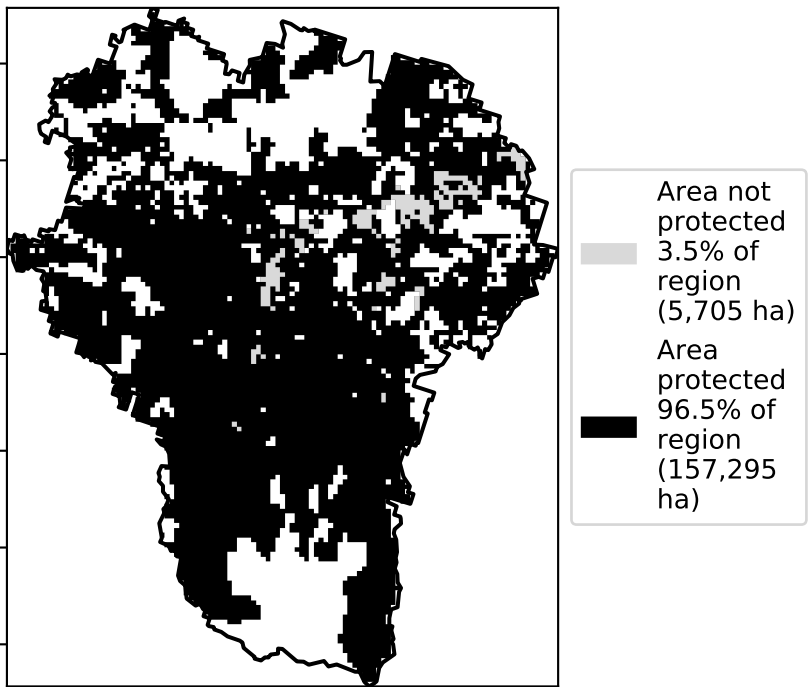 Area not
protected
3.5% of
region
(5,705 ha)
Area
protected
96.5% of
region
(157,295
ha)